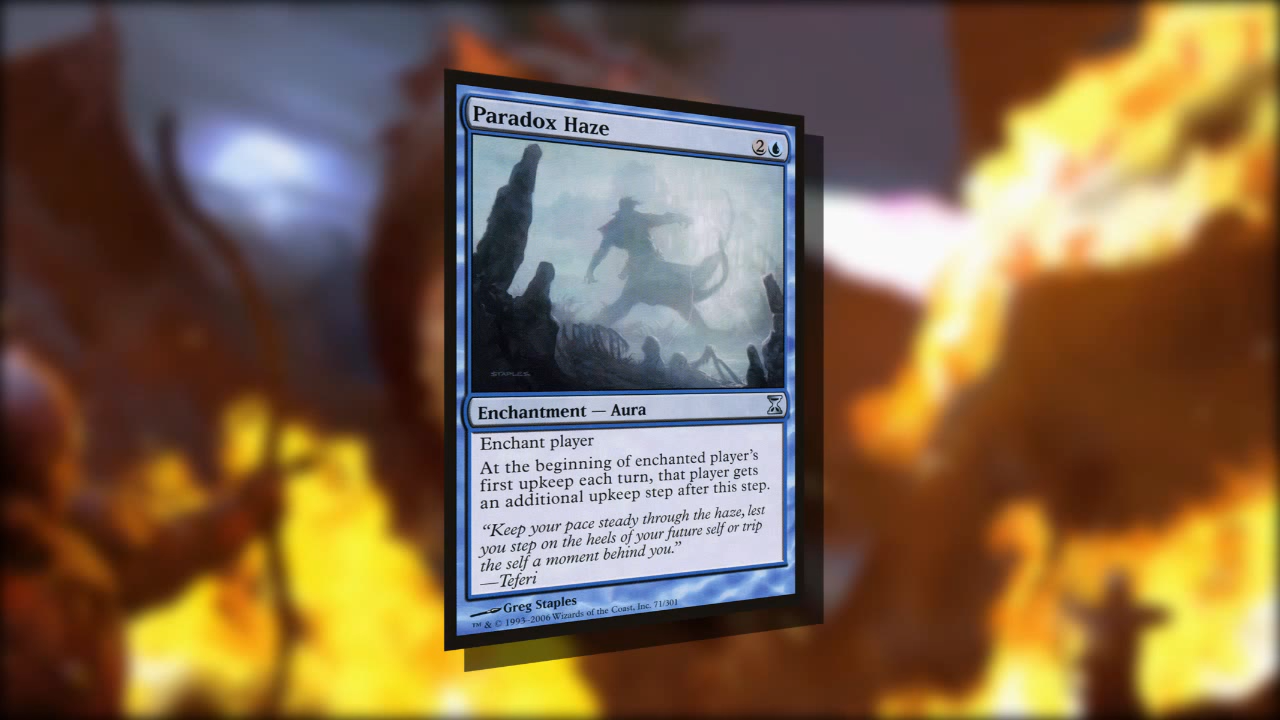 Paradox Haze
2
STAPLES.
Enchantment — Aura
Enchant player
At the beginning of enchanted player's
first upkeep each turn, that player gets
an additional upkeep step after this step.
"Keep your pace steady through the haze, lest
you step on the heels of your future self or trip
the self a moment behind you."
—Teferi
Greg Staples
™ & © 1993–2006 Wizards of the Coast, Inc. 71/301